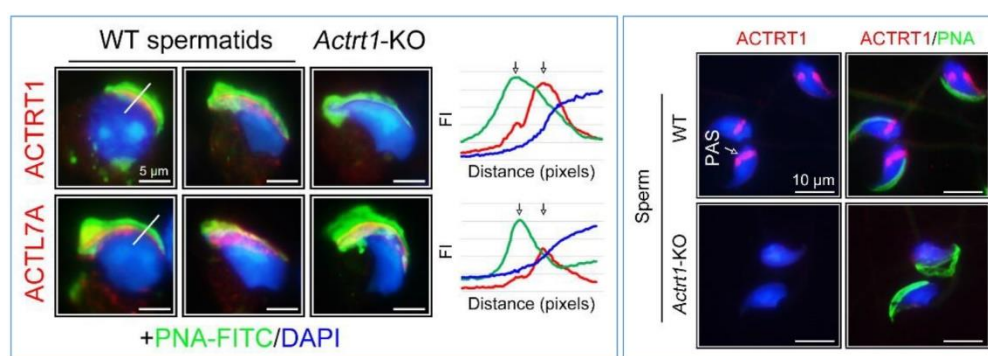 WT spermatids Actrt1-KO
ACTRT1
5 µm
FI
Distance (pixels)
ACTL7A
FI
Distance (pixels)
+PNA-FITC/DAPI
ACTRT1 ACTRT1/PNA
Sperm
WT
PAS
10 µm
Actrt1-KO